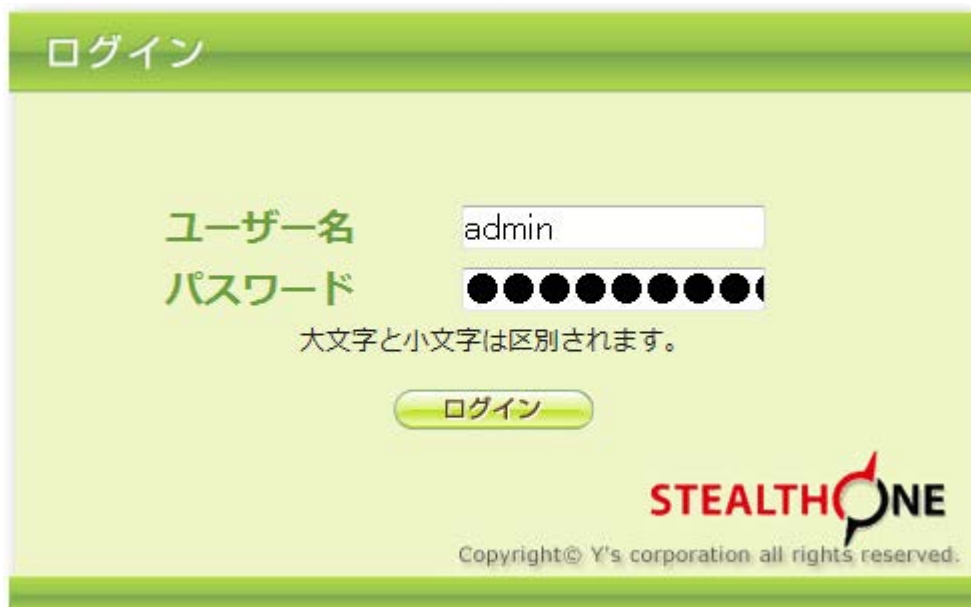 ログイン
ユーザー名 admin
パスワード ●●●●●●●●●
大文字と小文字は区別されます。
ログイン
STEALTHONE
Copyright© Y's corporation all rights reserved.